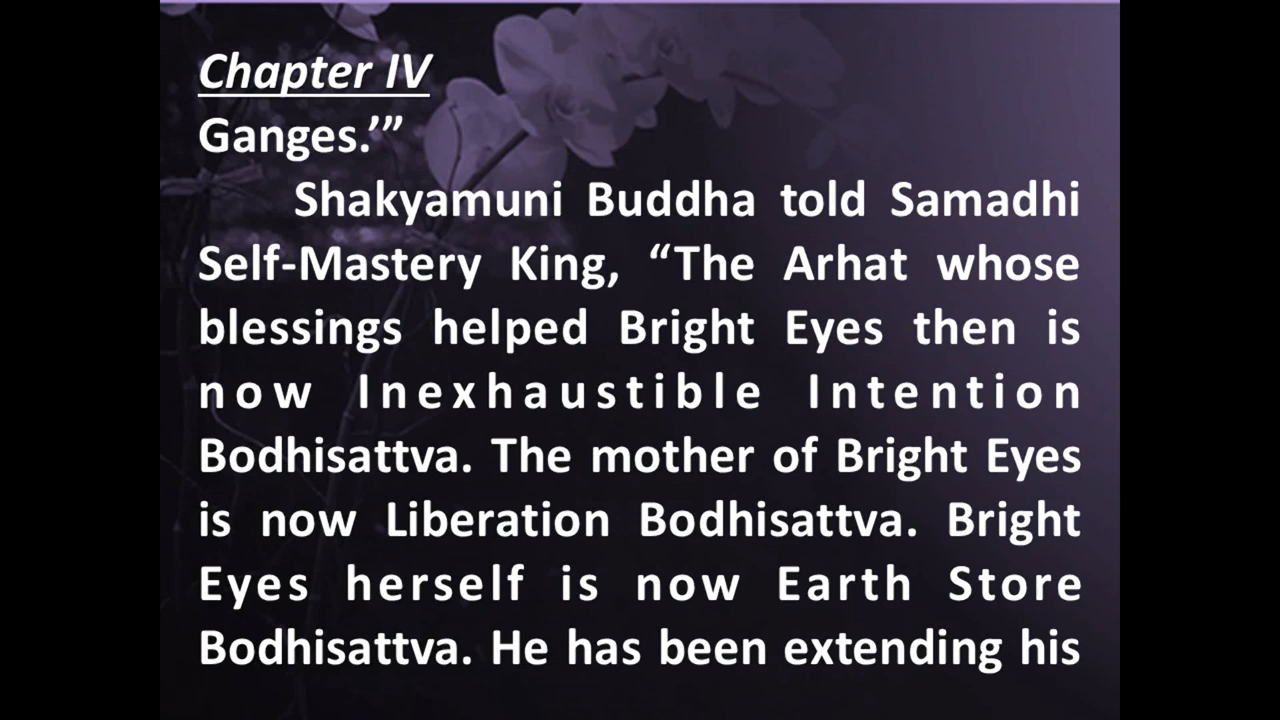 Chapter IV
Ganges.’”
Shakyamuni Buddha told Samadhi
Self-Mastery King, “The Arhat whose
blessings helped Bright Eyes then is
now Inexhaustible Intention
Bodhisattva. The mother of Bright Eyes
is now Liberation Bodhisattva. Bright
Eyes herself is now Earth Store
Bodhisattva. He has been extending his